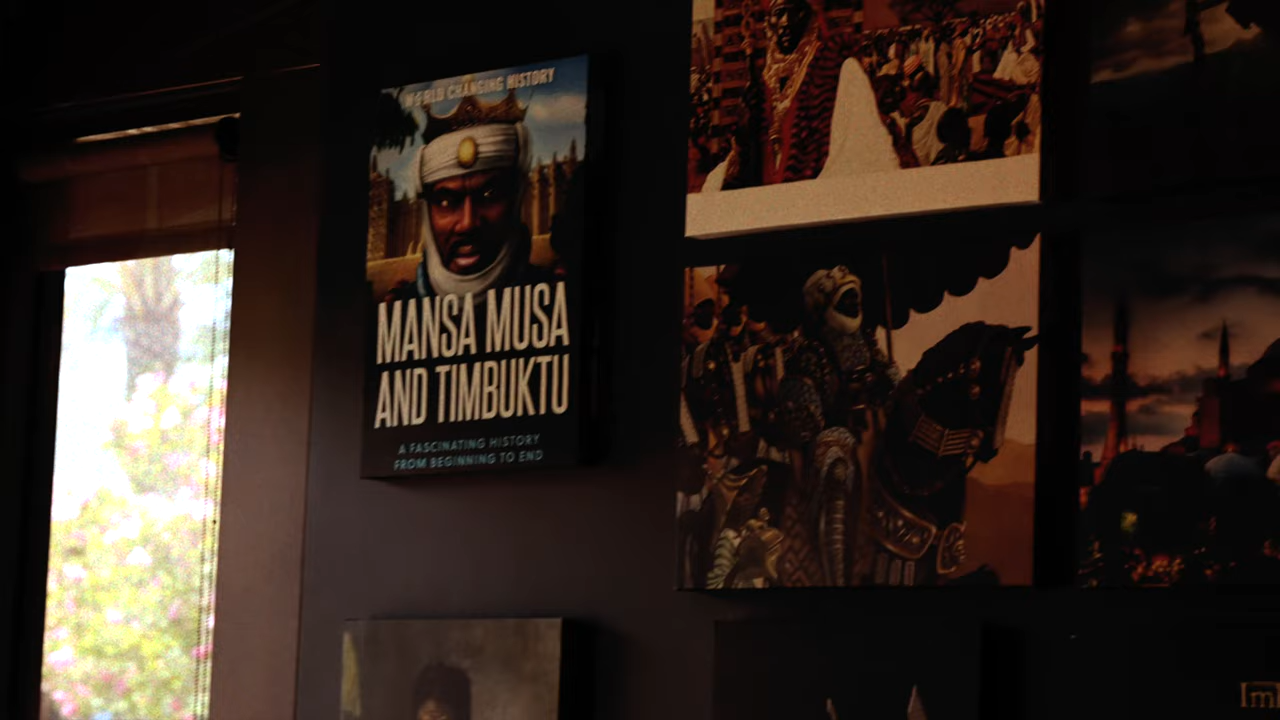 WORLD CHANGING HISTORY
MANSA MUSA
AND TIMBUKTU
A FASCINATING HISTORY
FROM BEGINNING TO END